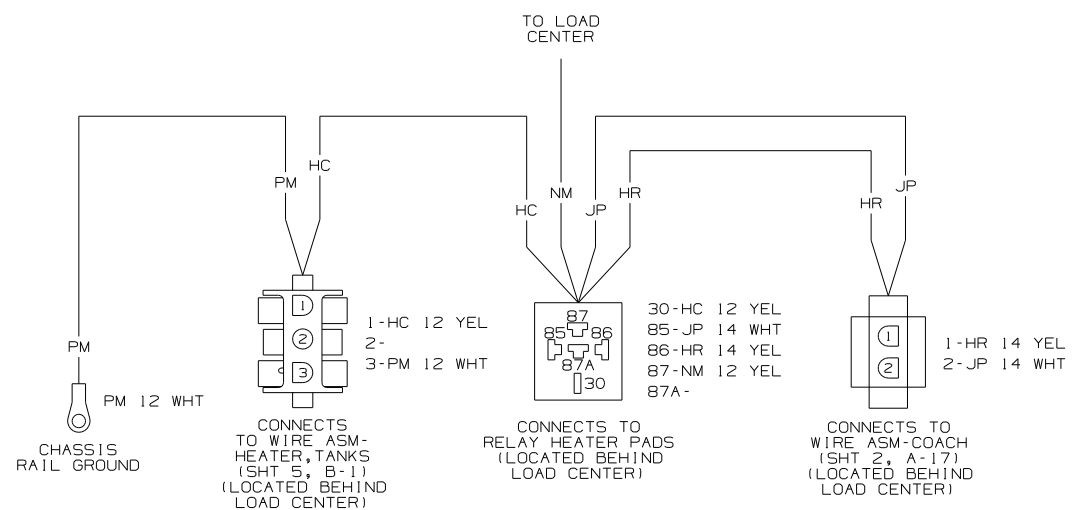 TO LOAD
CENTER
HC
PM
JP
NM
HR
HR
HC
JP
PM
1
2
3
1-HC 12 YEL
2-
3-PM 12 WHT
87
85
86
87A
30
30-HC 12 YEL
85-JP 14 WHT
86-HR 14 YEL
87-NM 12 YEL
87A-
1
2
1-HR 14 YEL
2-JP 14 WHT
PM 12 WHT
CHASSIS
RAIL GROUND
CONNECTS
TO WIRE ASM-
HEATER,TANKS
(SHT 5, B-1)
(LOCATED BEHIND
LOAD CENTER)
CONNECTS TO
RELAY HEATER PADS
(LOCATED BEHIND
LOAD CENTER)
CONNECTS TO
WIRE ASM-COACH
(SHT 2, A-17)
(LOCATED BEHIND
LOAD CENTER)